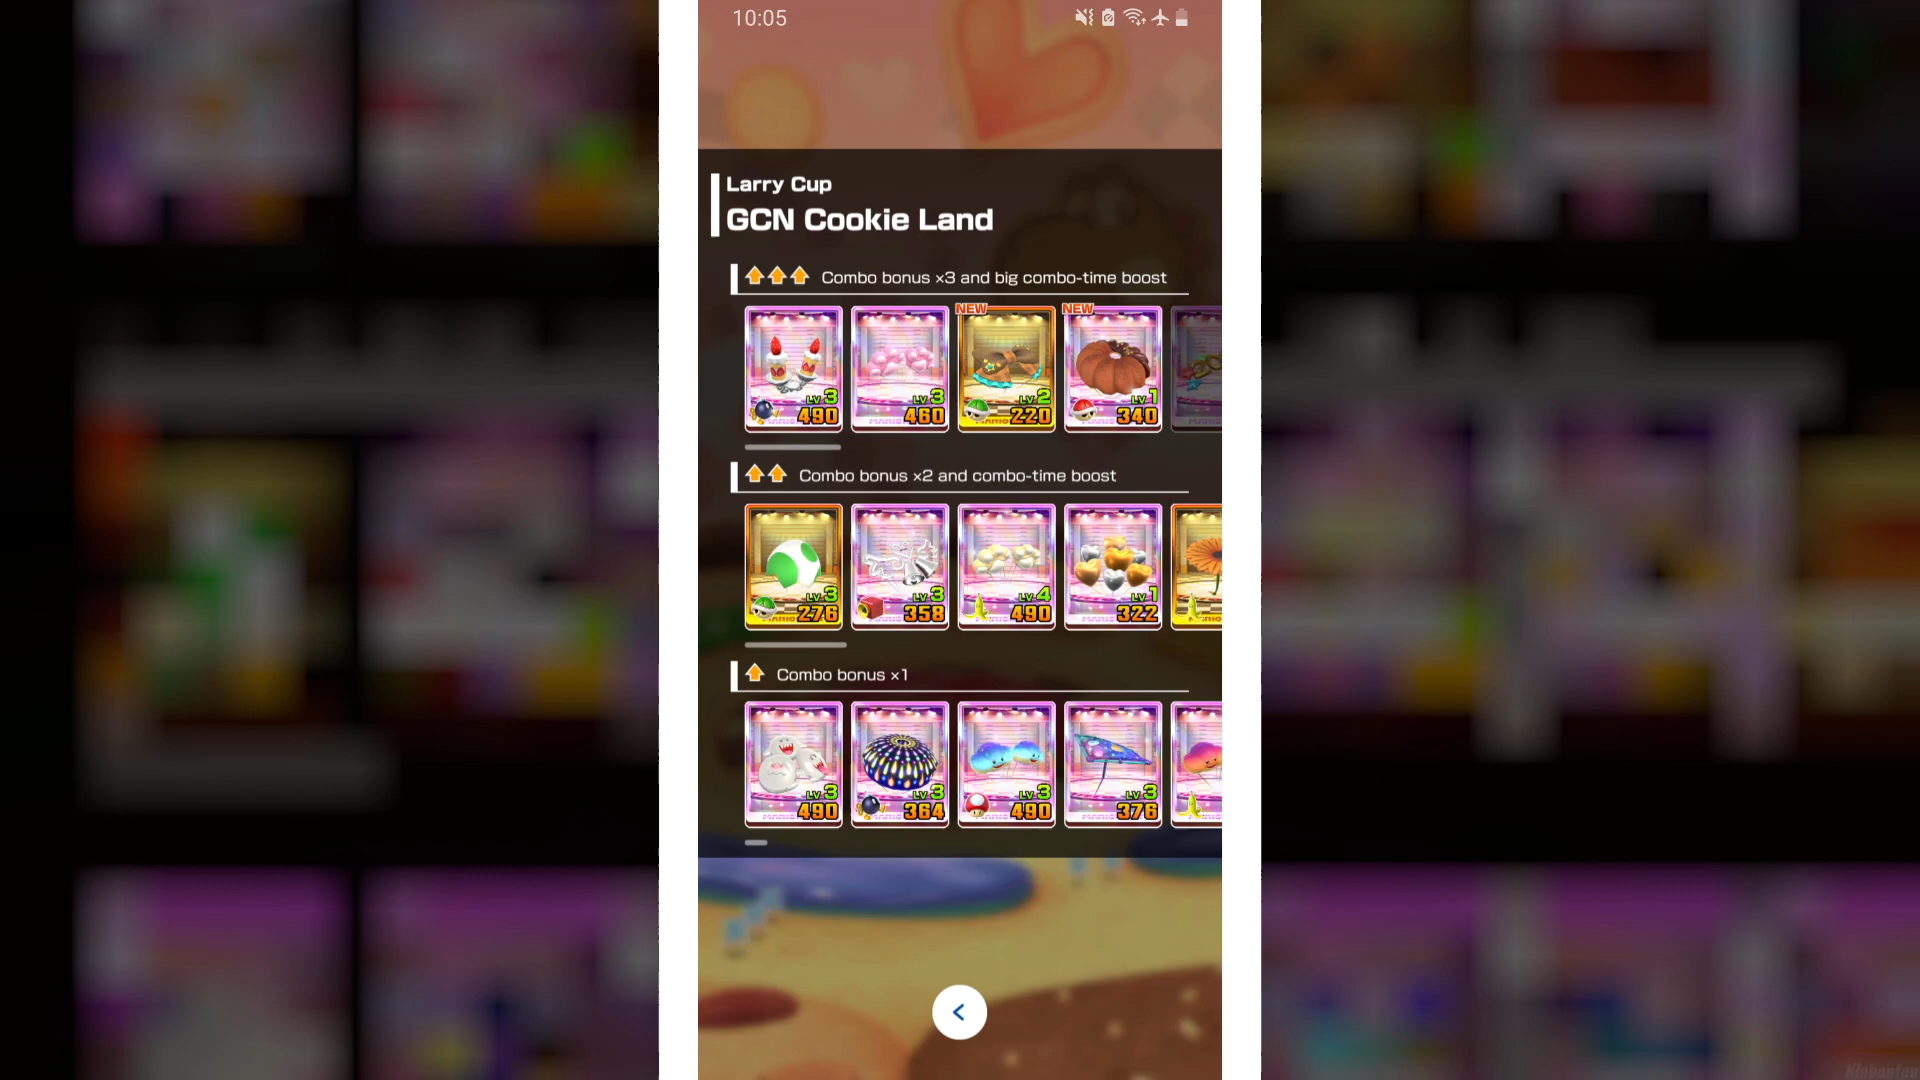 10:05
Larry Cup
GCN Cookie Land
Combo bonus ×3 and big combo-time boost
NEW NEW
LV 3 LV 3 LV 2 LV 1
490 460 220 340
Combo bonus ×2 and combo-time boost
LV 3 LV 3 LV 4 LV 1
276 358 490 322
Combo bonus ×1
LV 3 LV 3 LV 3 LV 3
490 364 490 376